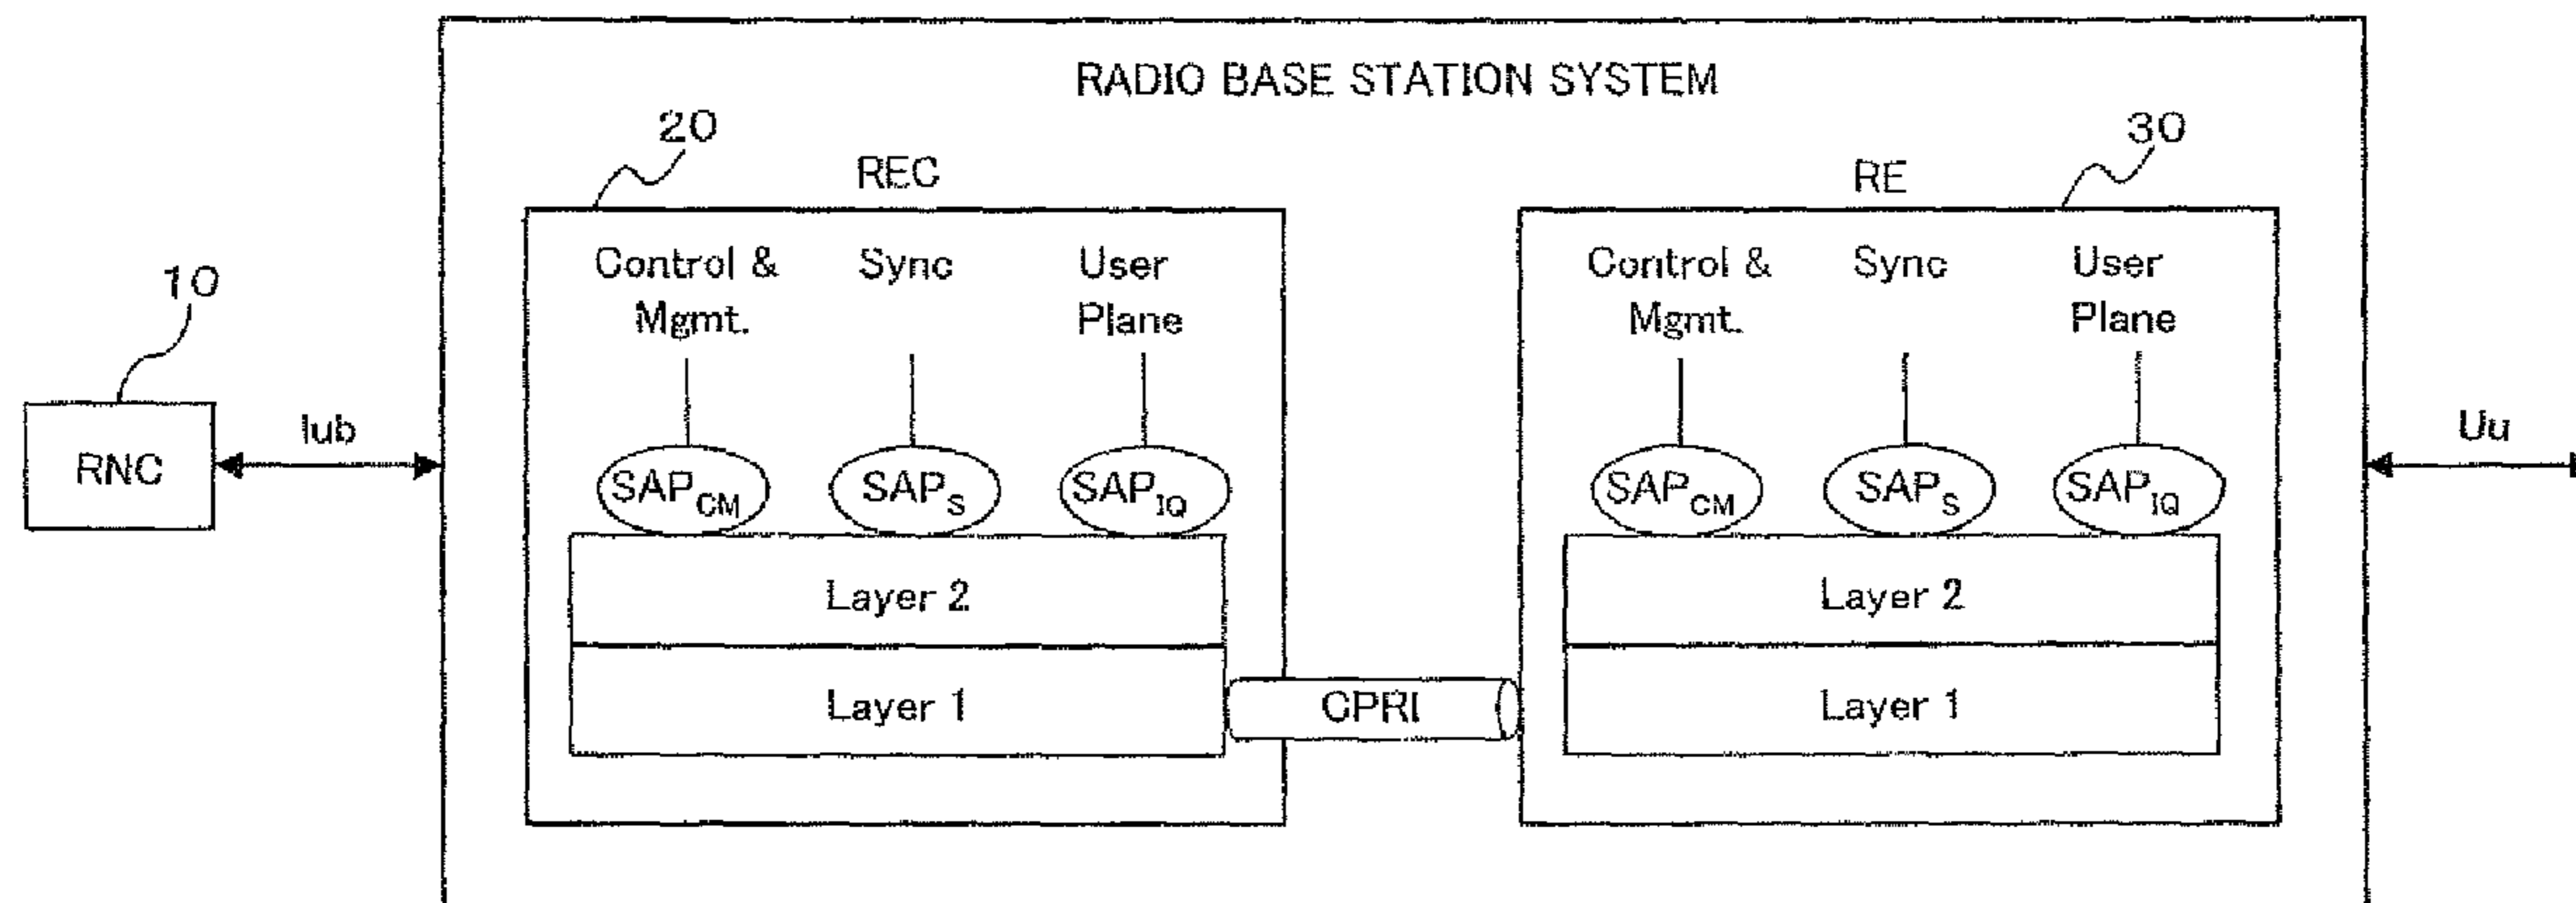 RADIO BASE STATION SYSTEM
20
REC
30
RE
Control &
Mgmt.
Sync
User
Plane
Control &
Mgmt.
Sync
User
Plane
10
RNC
Iub
SAPCM
SAPS
SAPIQ
SAPCM
SAPS
SAPIQ
Uu
Layer 2
Layer 1
CPRI
Layer 2
Layer 1